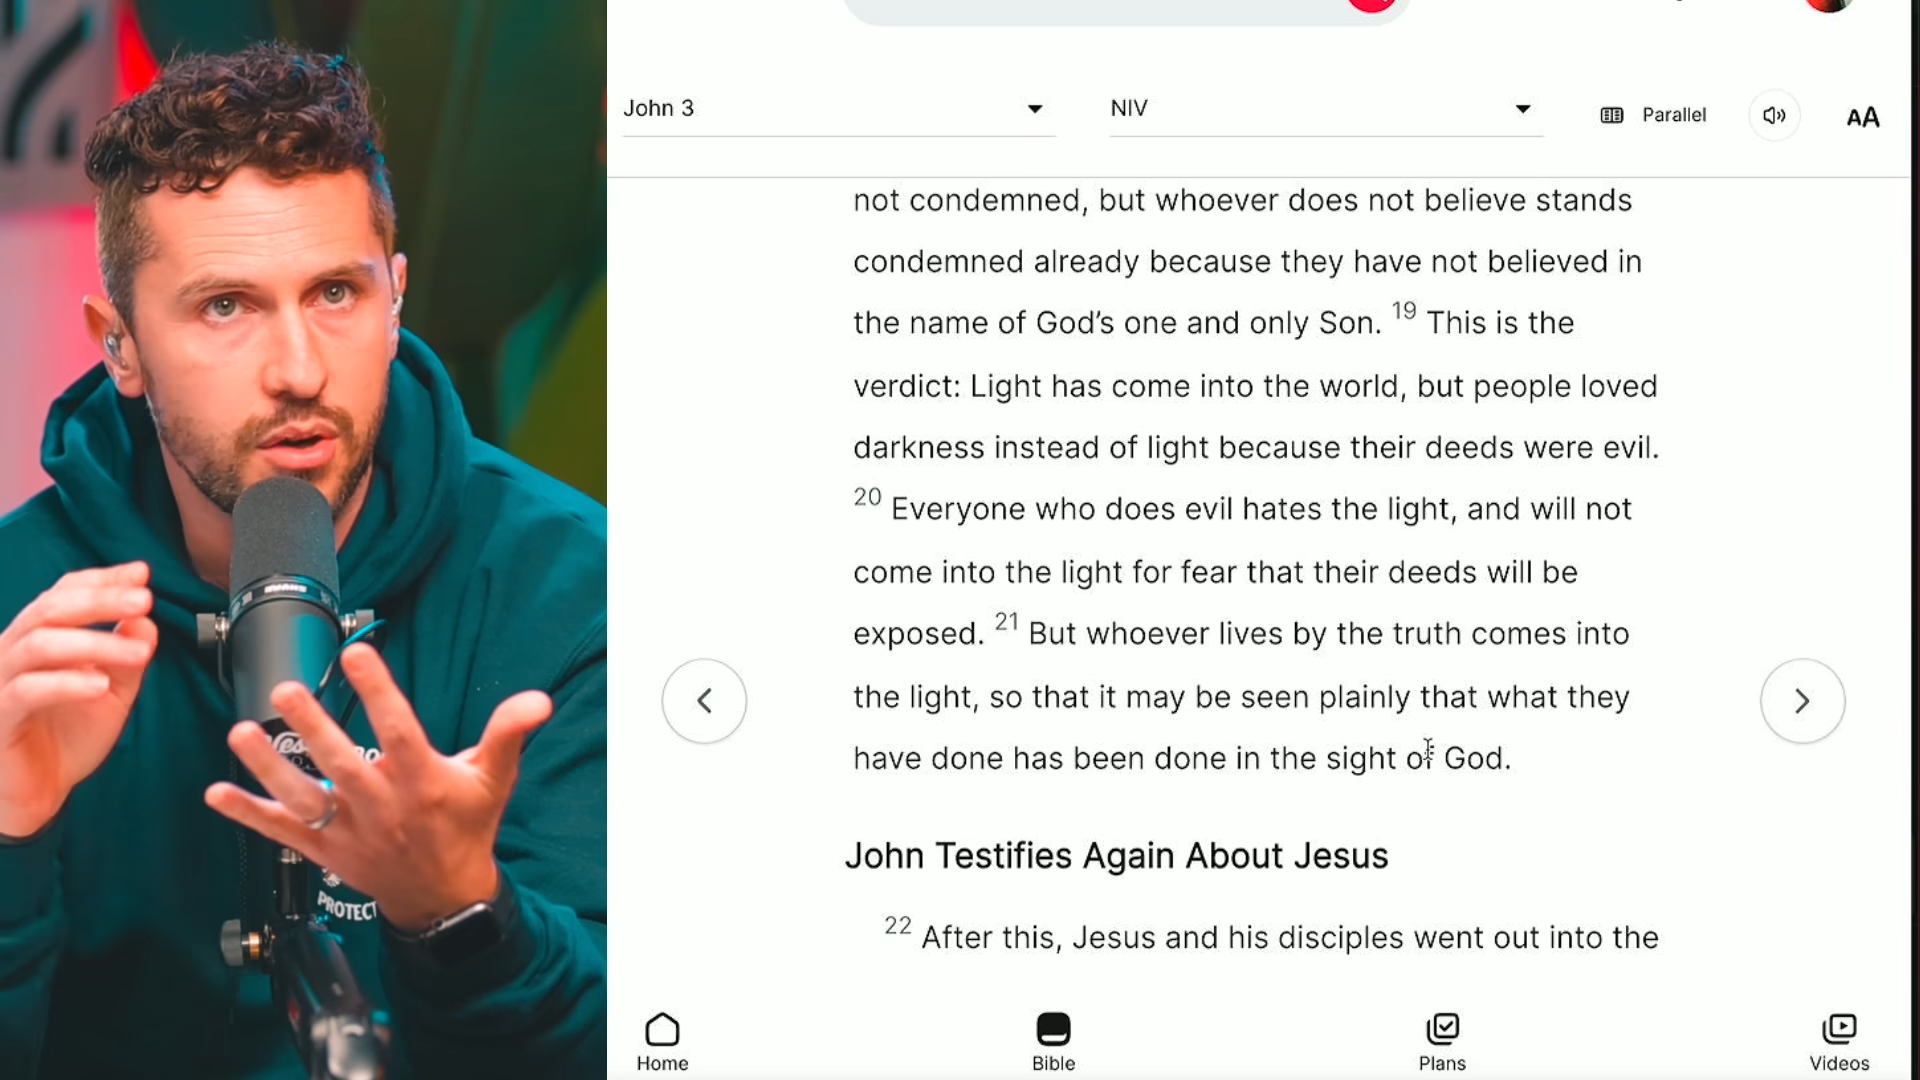 John 3
NIV
Parallel
AA
not condemned, but whoever does not believe stands
condemned already because they have not believed in
the name of God’s one and only Son. 19 This is the
verdict: Light has come into the world, but people loved
darkness instead of light because their deeds were evil.
20 Everyone who does evil hates the light, and will not
come into the light for fear that their deeds will be
exposed. 21 But whoever lives by the truth comes into
the light, so that it may be seen plainly that what they
have done has been done in the sight of God.
John Testifies Again About Jesus
22 After this, Jesus and his disciples went out into the
Home
Bible
Plans
Videos
PROTECT